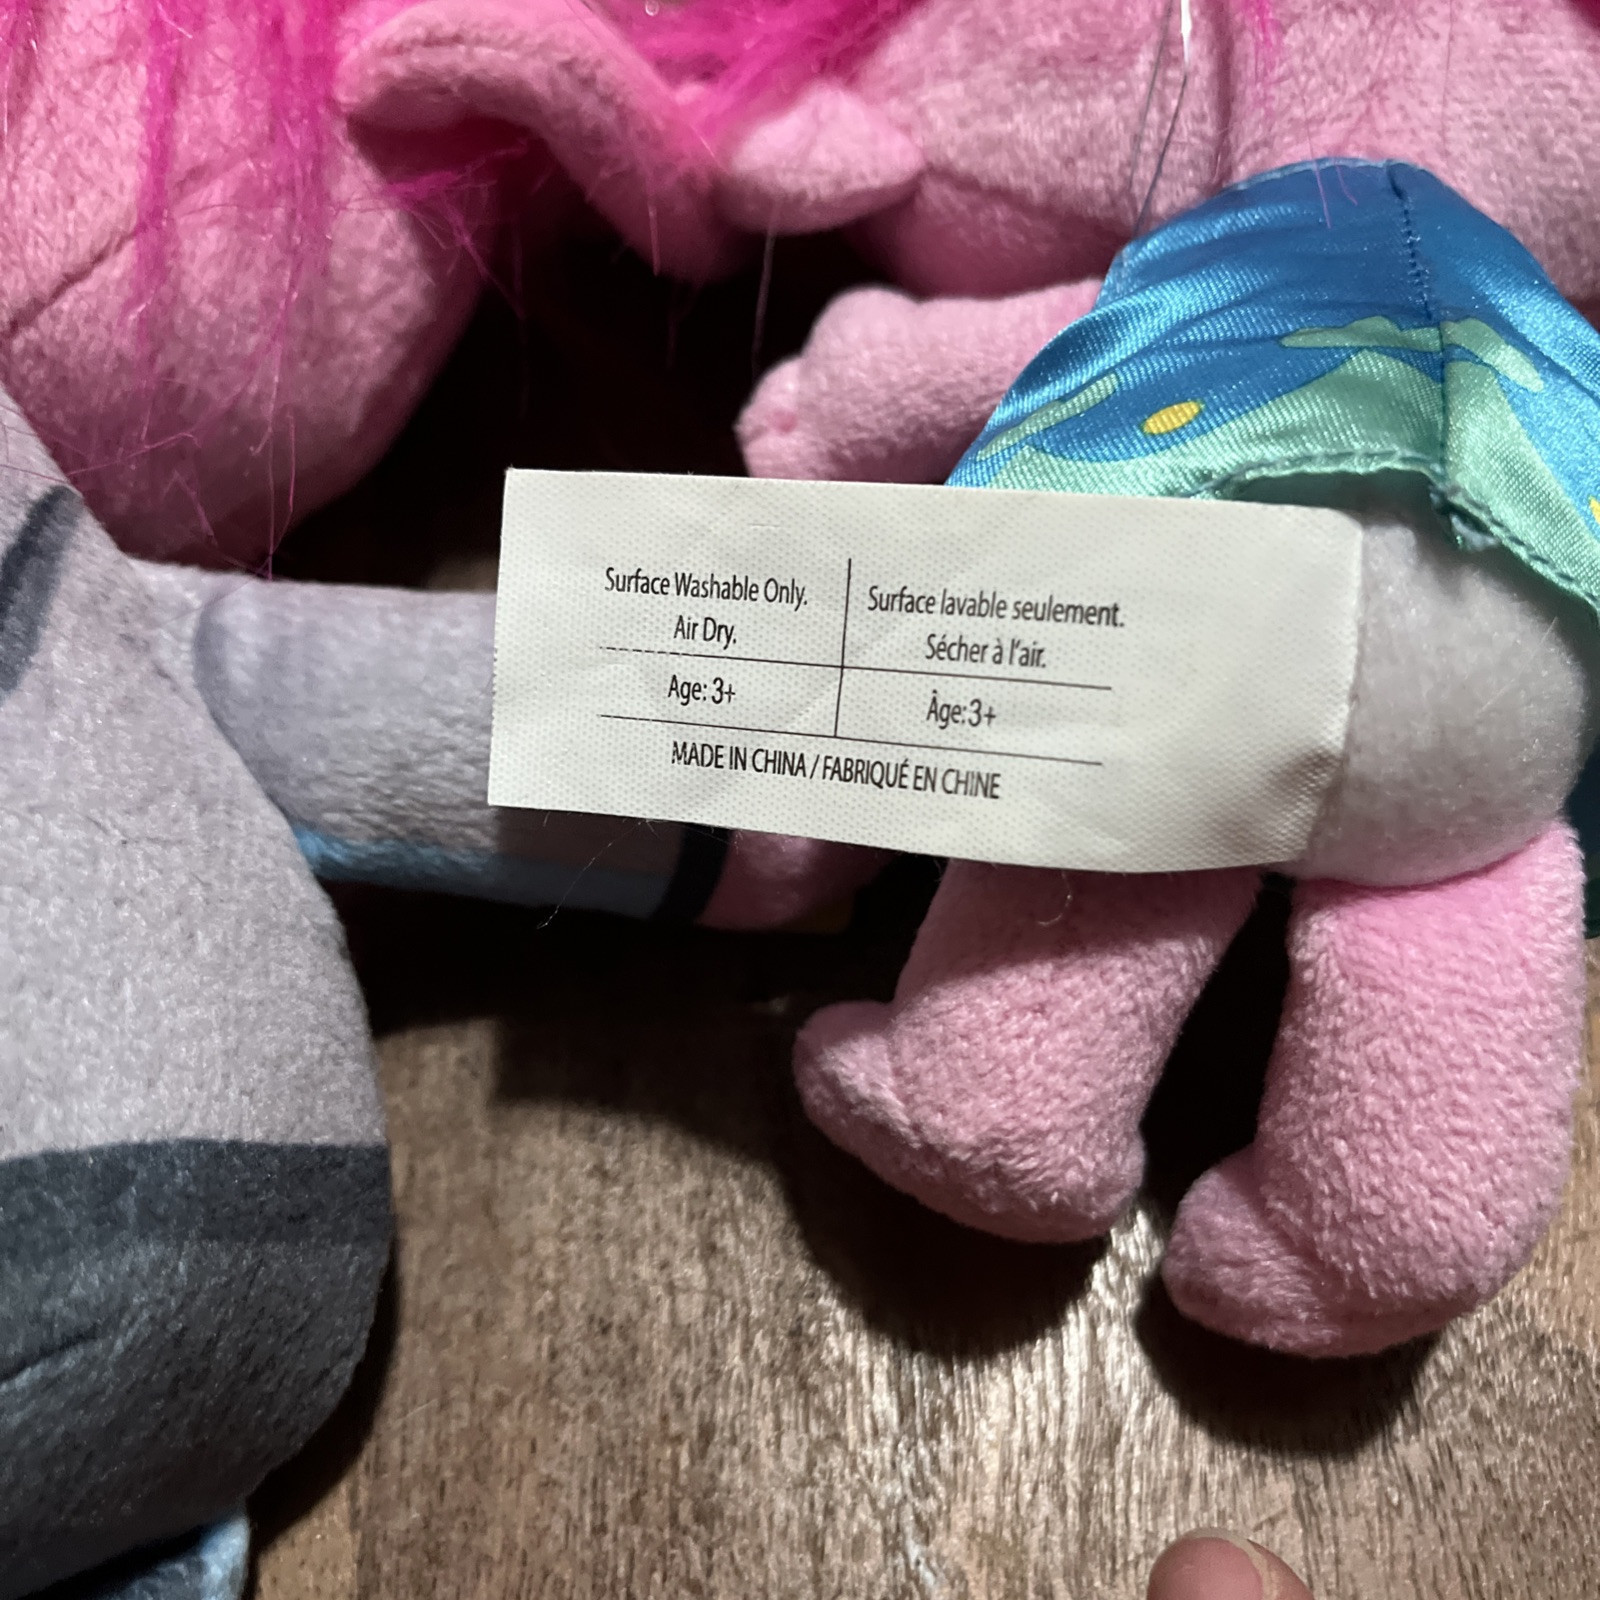 Surface Washable Only.
Air Dry.
Surface lavable seulement.
Sécher à l'air.
Age: 3+
Âge:3+
MADE IN CHINA / FABRIQUÉ EN CHINE